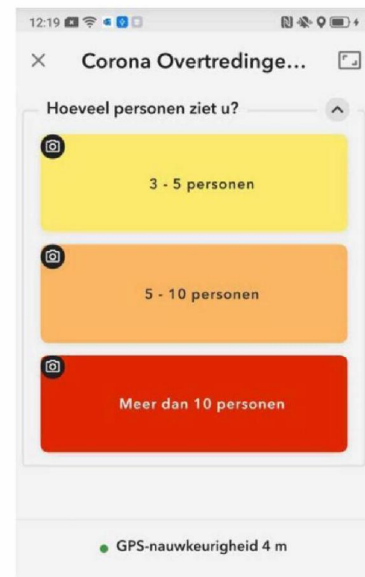 12:19
Corona Overtredinge...
Hoeveel personen ziet u?
3 - 5 personen
5 - 10 personen
Meer dan 10 personen
GPS-nauwkeurigheid 4 m